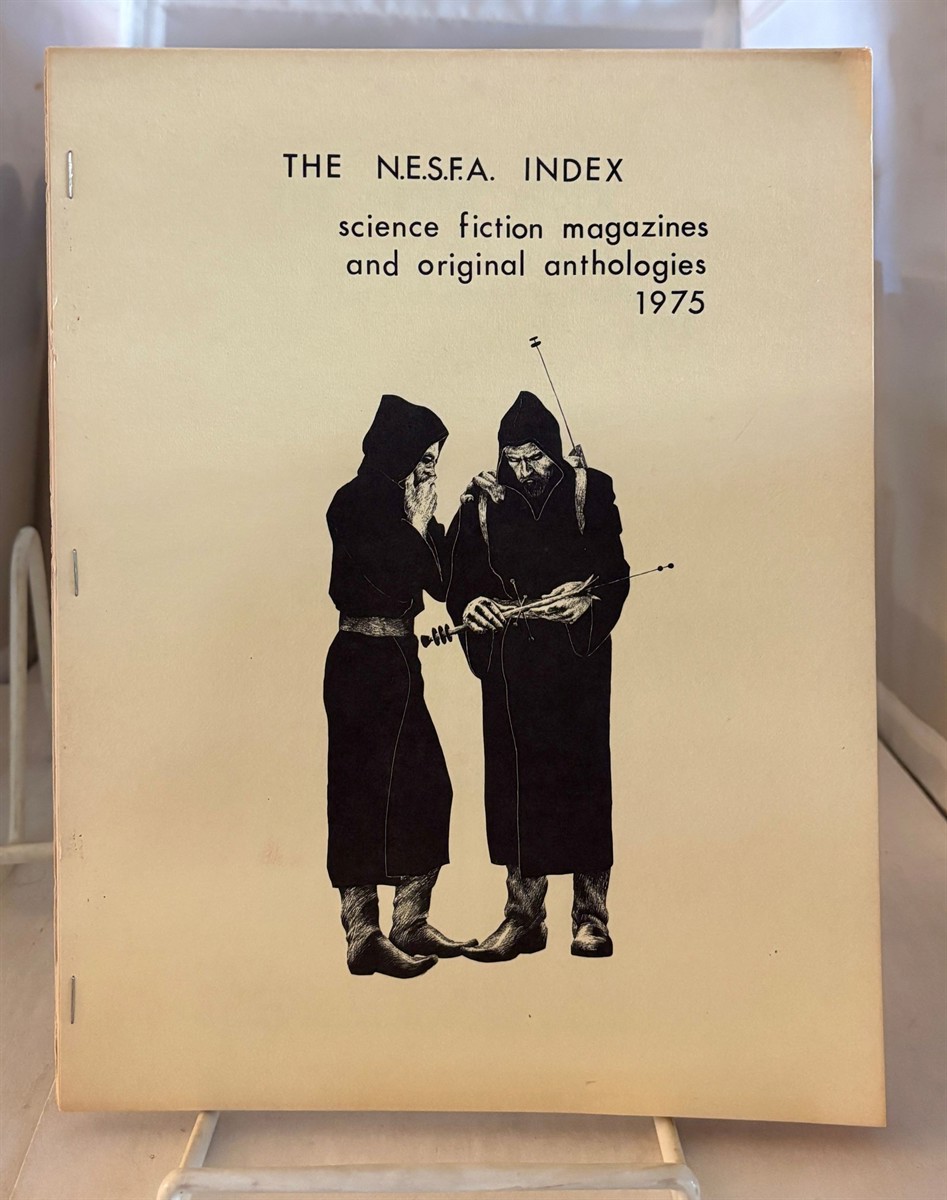 THE N.E.S.F.A. INDEX
science fiction magazines
and original anthologies
1975